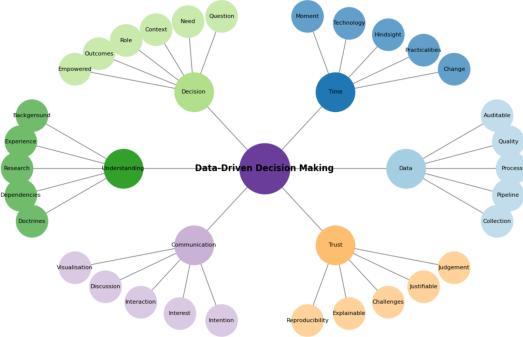 Moment
Question
Need
Technology
Context
Hindsight
Role
Practicalities
Outcomes
Empowered
Change
Decision
Time
Background
Auditable
Experience
Quality
Research
Understanding
Data-Driven Decision Making
Data
Process
Dependencies
Pipeline
Doctrines
Collection
Communication
Trust
Visualisation
Judgement
Discussion
Justifiable
Interaction
Challenges
Interest
Explainable
Intention
Reproducibility